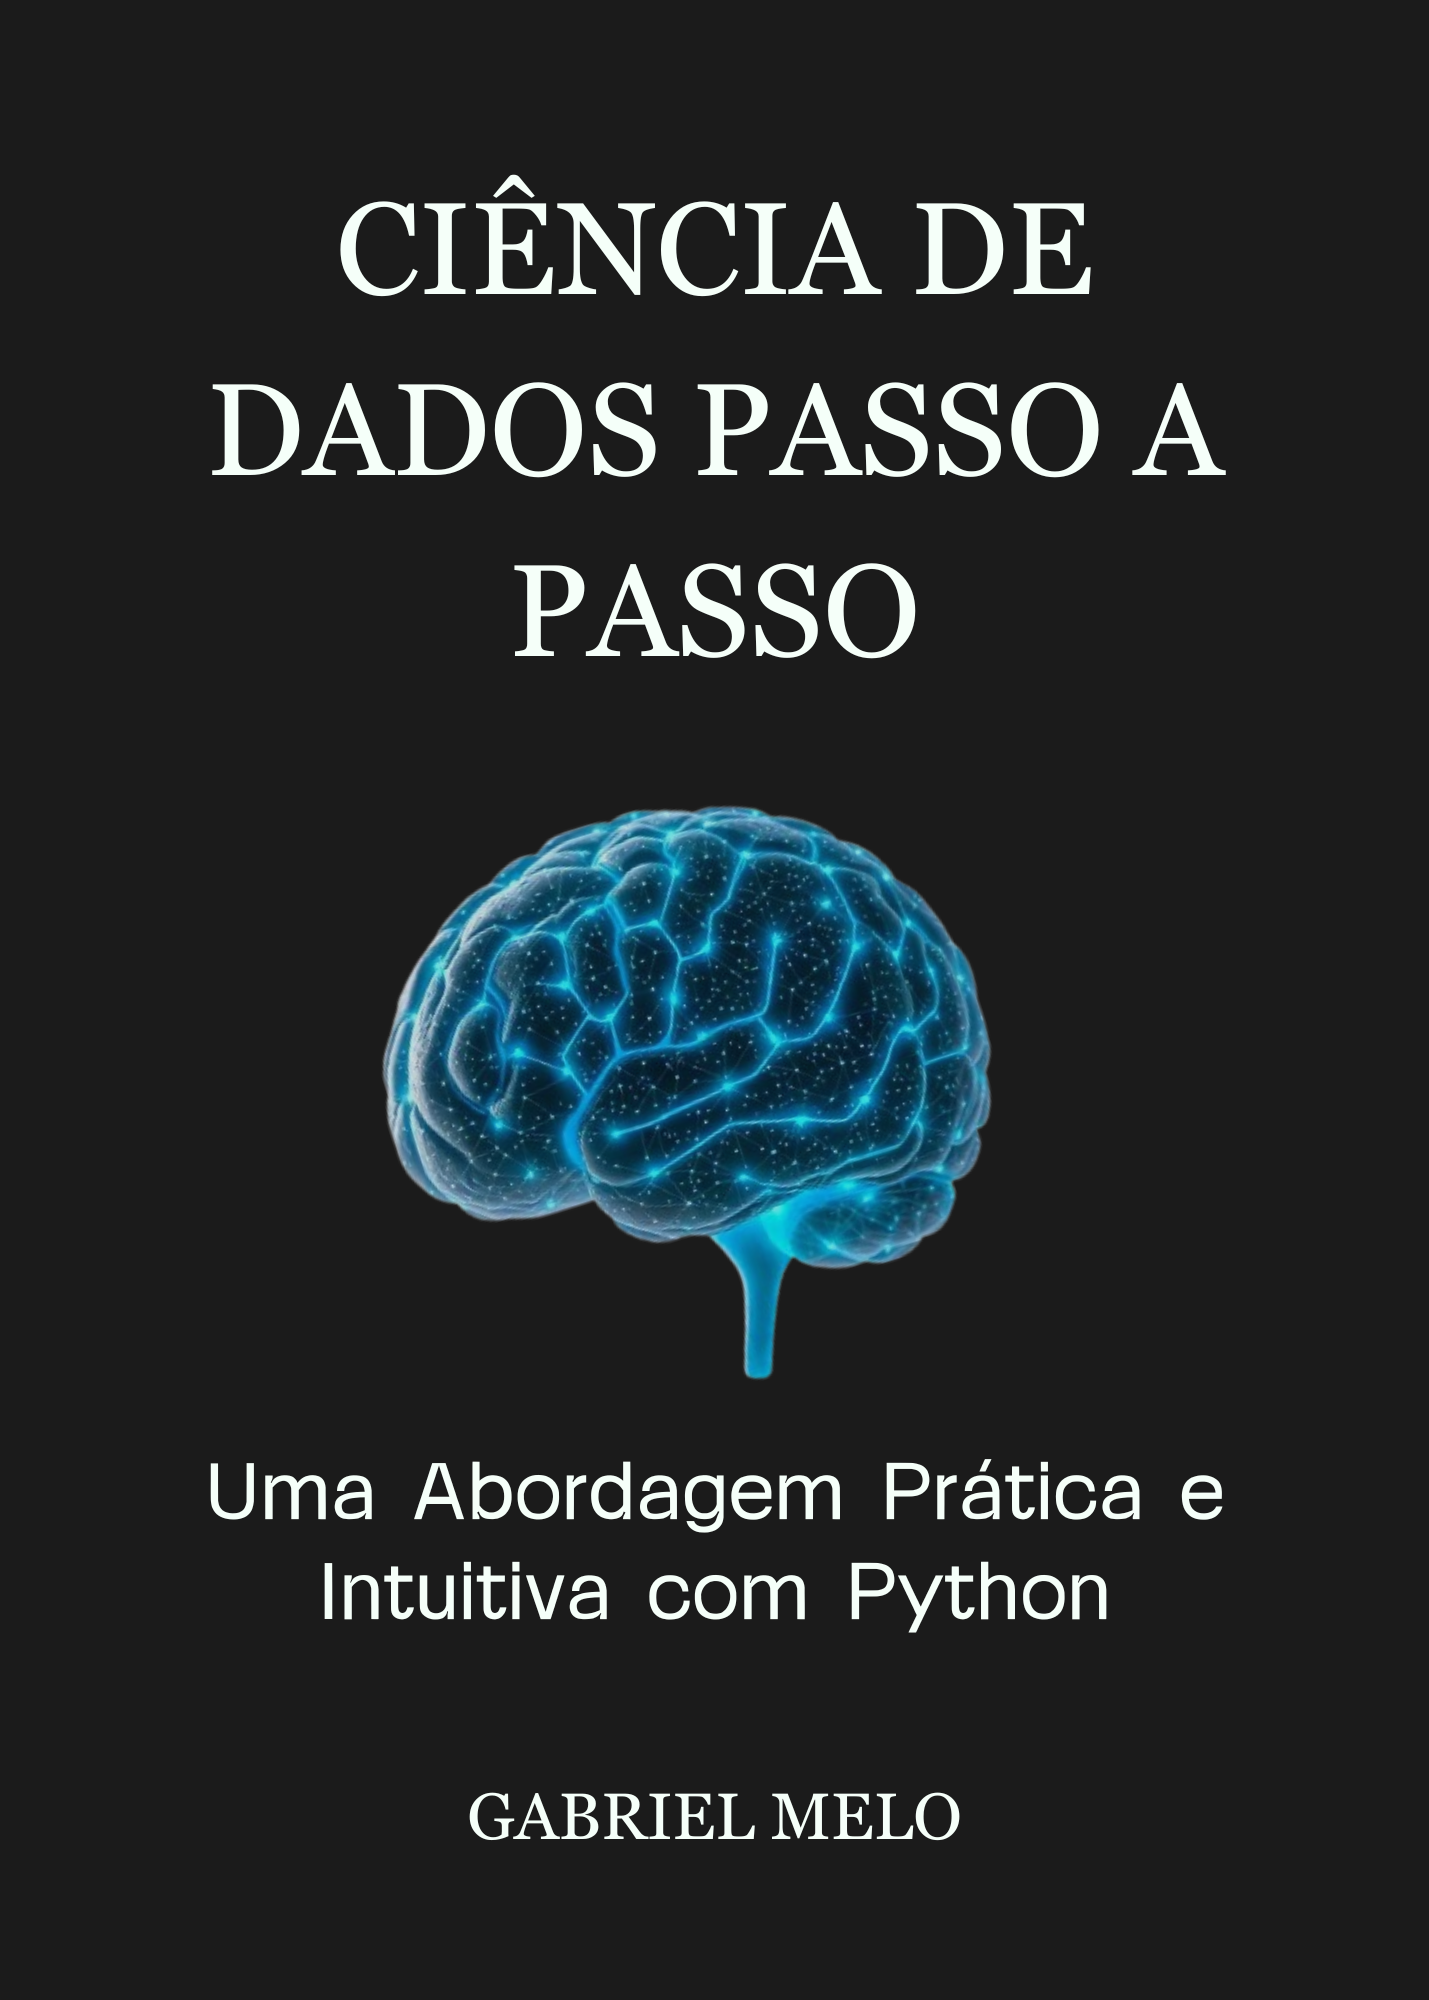 CIÊNCIA DE
DADOS PASSO A
PASSO
Uma Abordagem Prática e
Intuitiva com Python
GABRIEL MELO